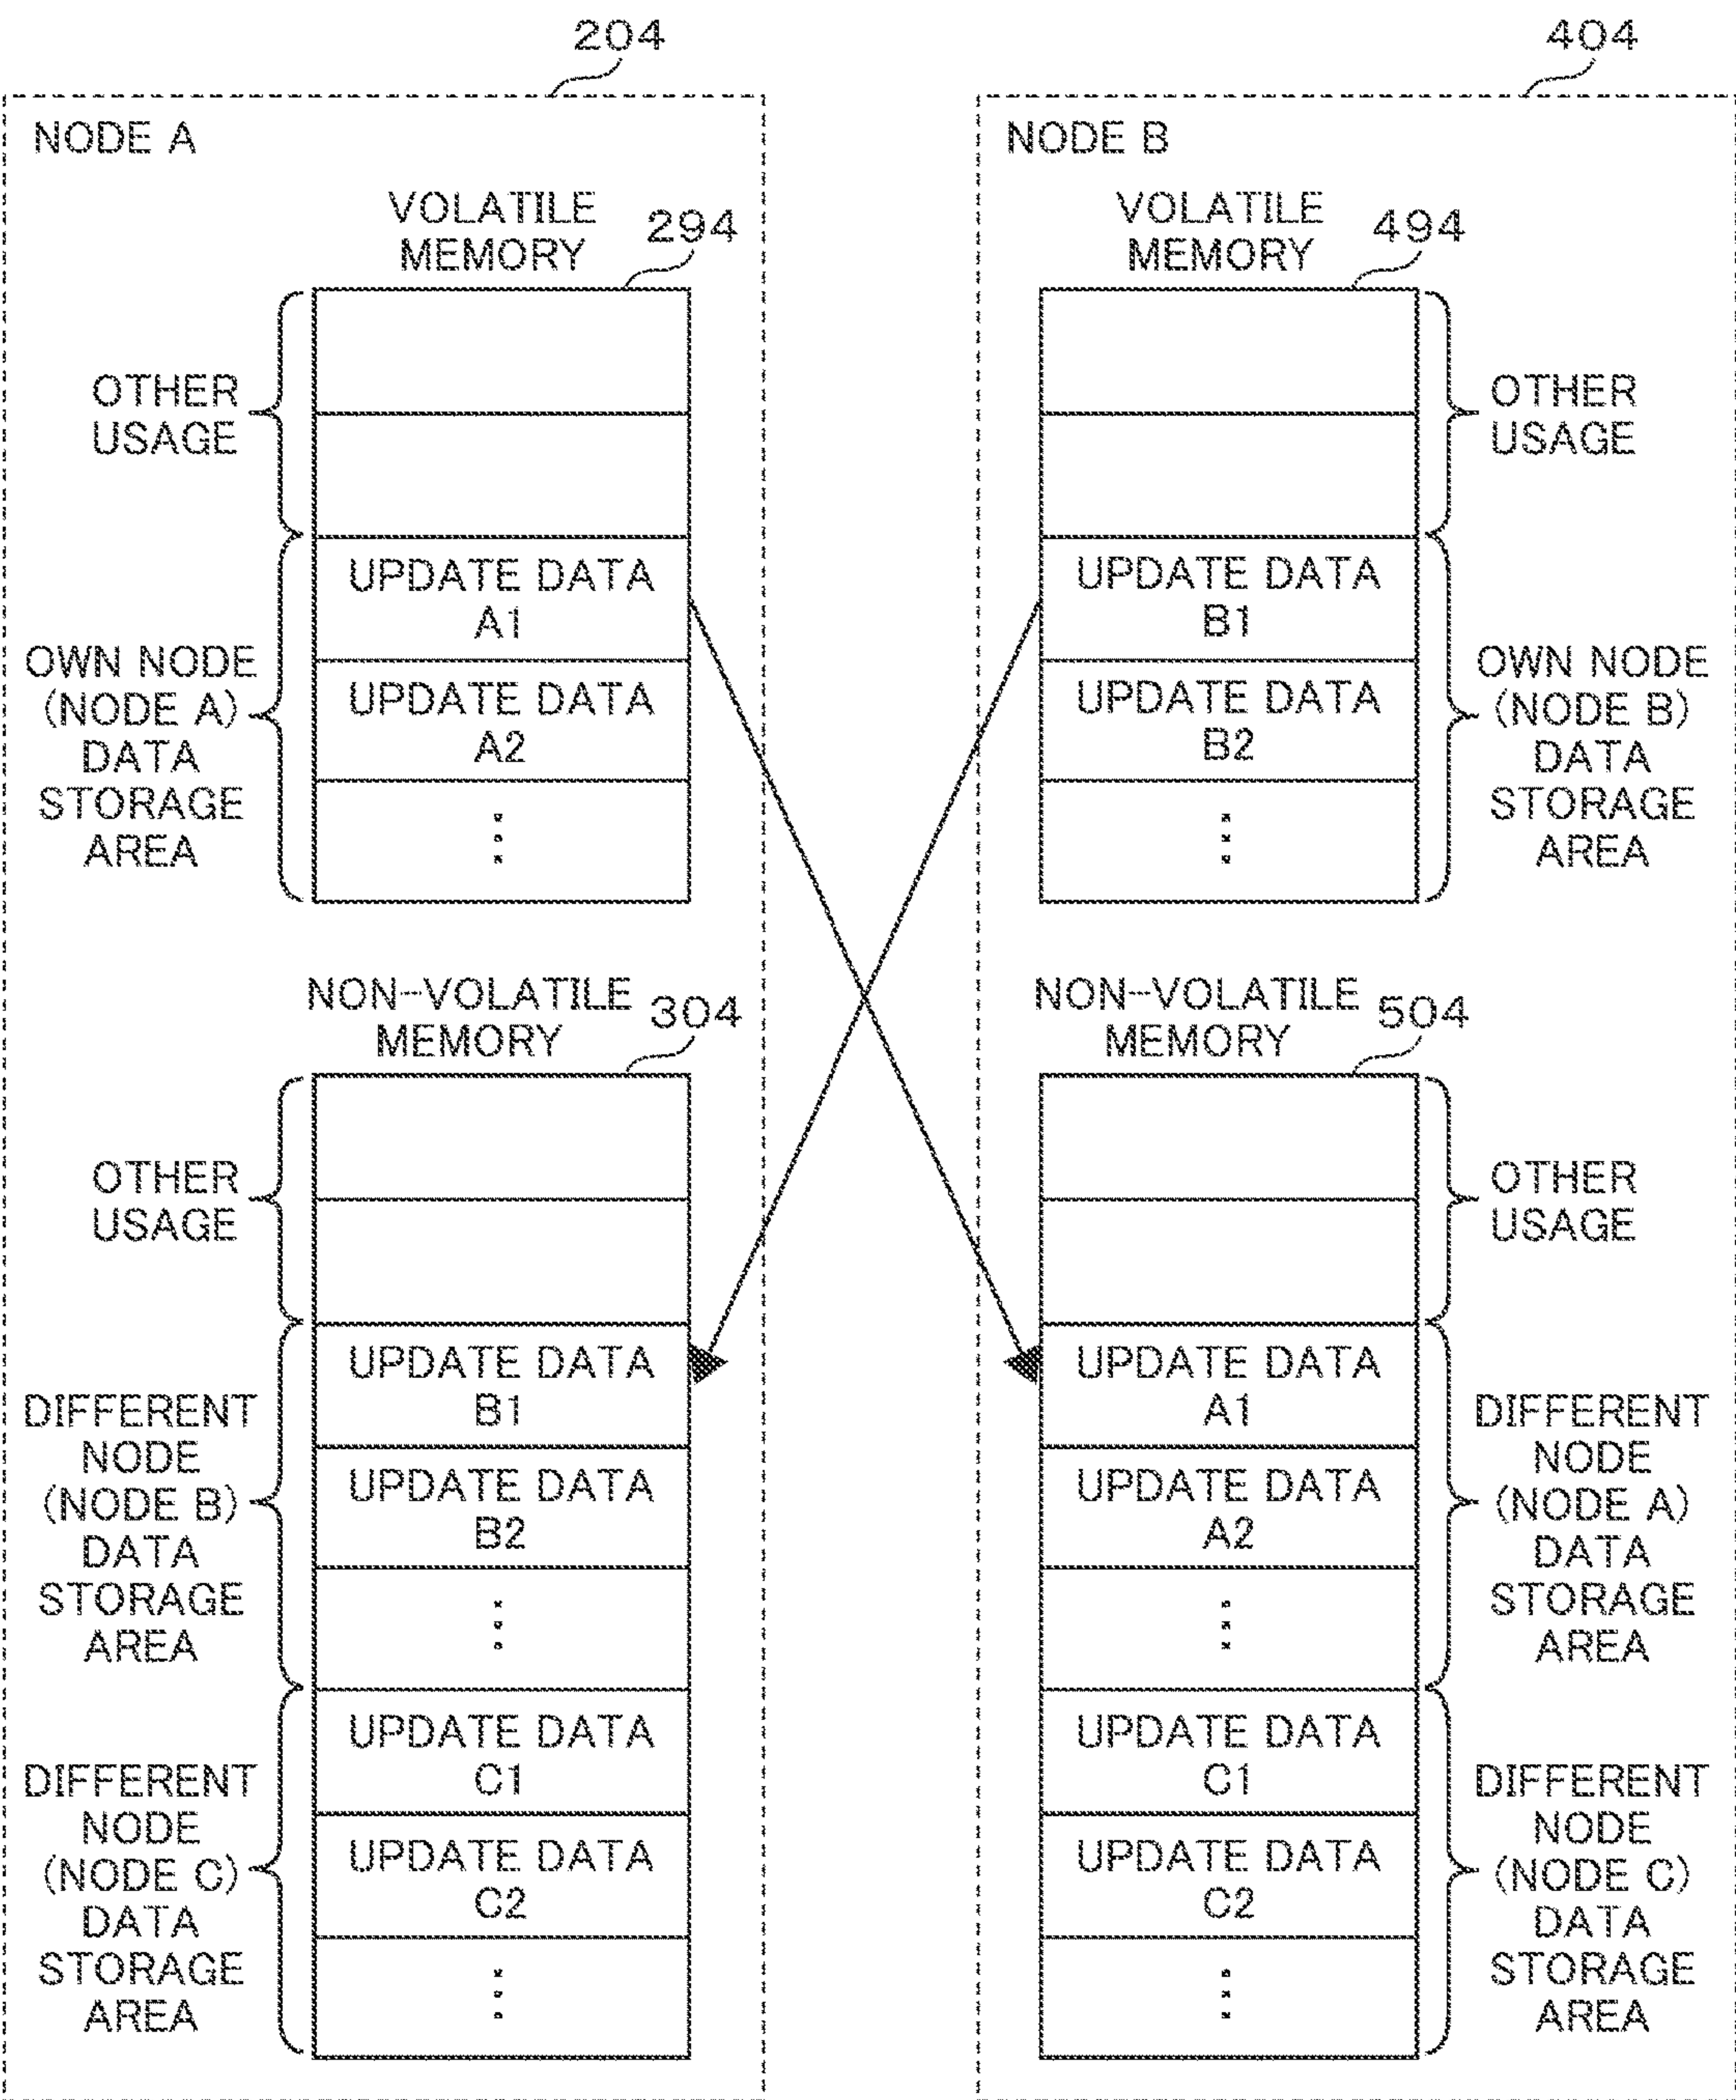 204
NODE A
VOLATILE
MEMORY
294
OTHER
USAGE
UPDATE DATA
A1
UPDATE DATA
A2
OWN NODE
(NODE A)
DATA
STORAGE
AREA
NON-VOLATILE
MEMORY
304
OTHER
USAGE
UPDATE DATA
B1
UPDATE DATA
B2
DIFFERENT
NODE
(NODE B)
DATA
STORAGE
AREA
UPDATE DATA
C1
UPDATE DATA
C2
DIFFERENT
NODE
(NODE C)
DATA
STORAGE
AREA
404
NODE B
VOLATILE
MEMORY
494
OTHER
USAGE
UPDATE DATA
B1
UPDATE DATA
B2
OWN NODE
(NODE B)
DATA
STORAGE
AREA
NON-VOLATILE
MEMORY
504
OTHER
USAGE
UPDATE DATA
A1
UPDATE DATA
A2
DIFFERENT
NODE
(NODE A)
DATA
STORAGE
AREA
UPDATE DATA
C1
UPDATE DATA
C2
DIFFERENT
NODE
(NODE C)
DATA
STORAGE
AREA